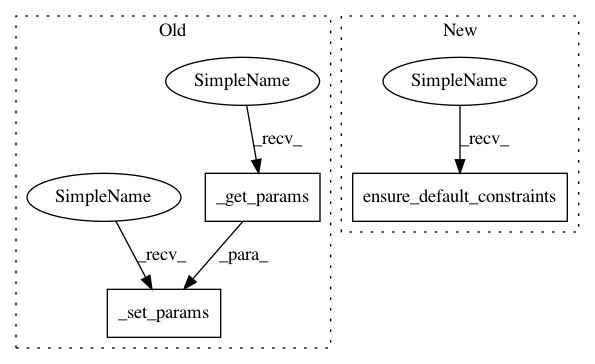 Old
New
SimpleName
SimpleName
_recv_
_recv_
SimpleName
_get_params
ensure_default_constraints
_recv_
_para_
_set_params